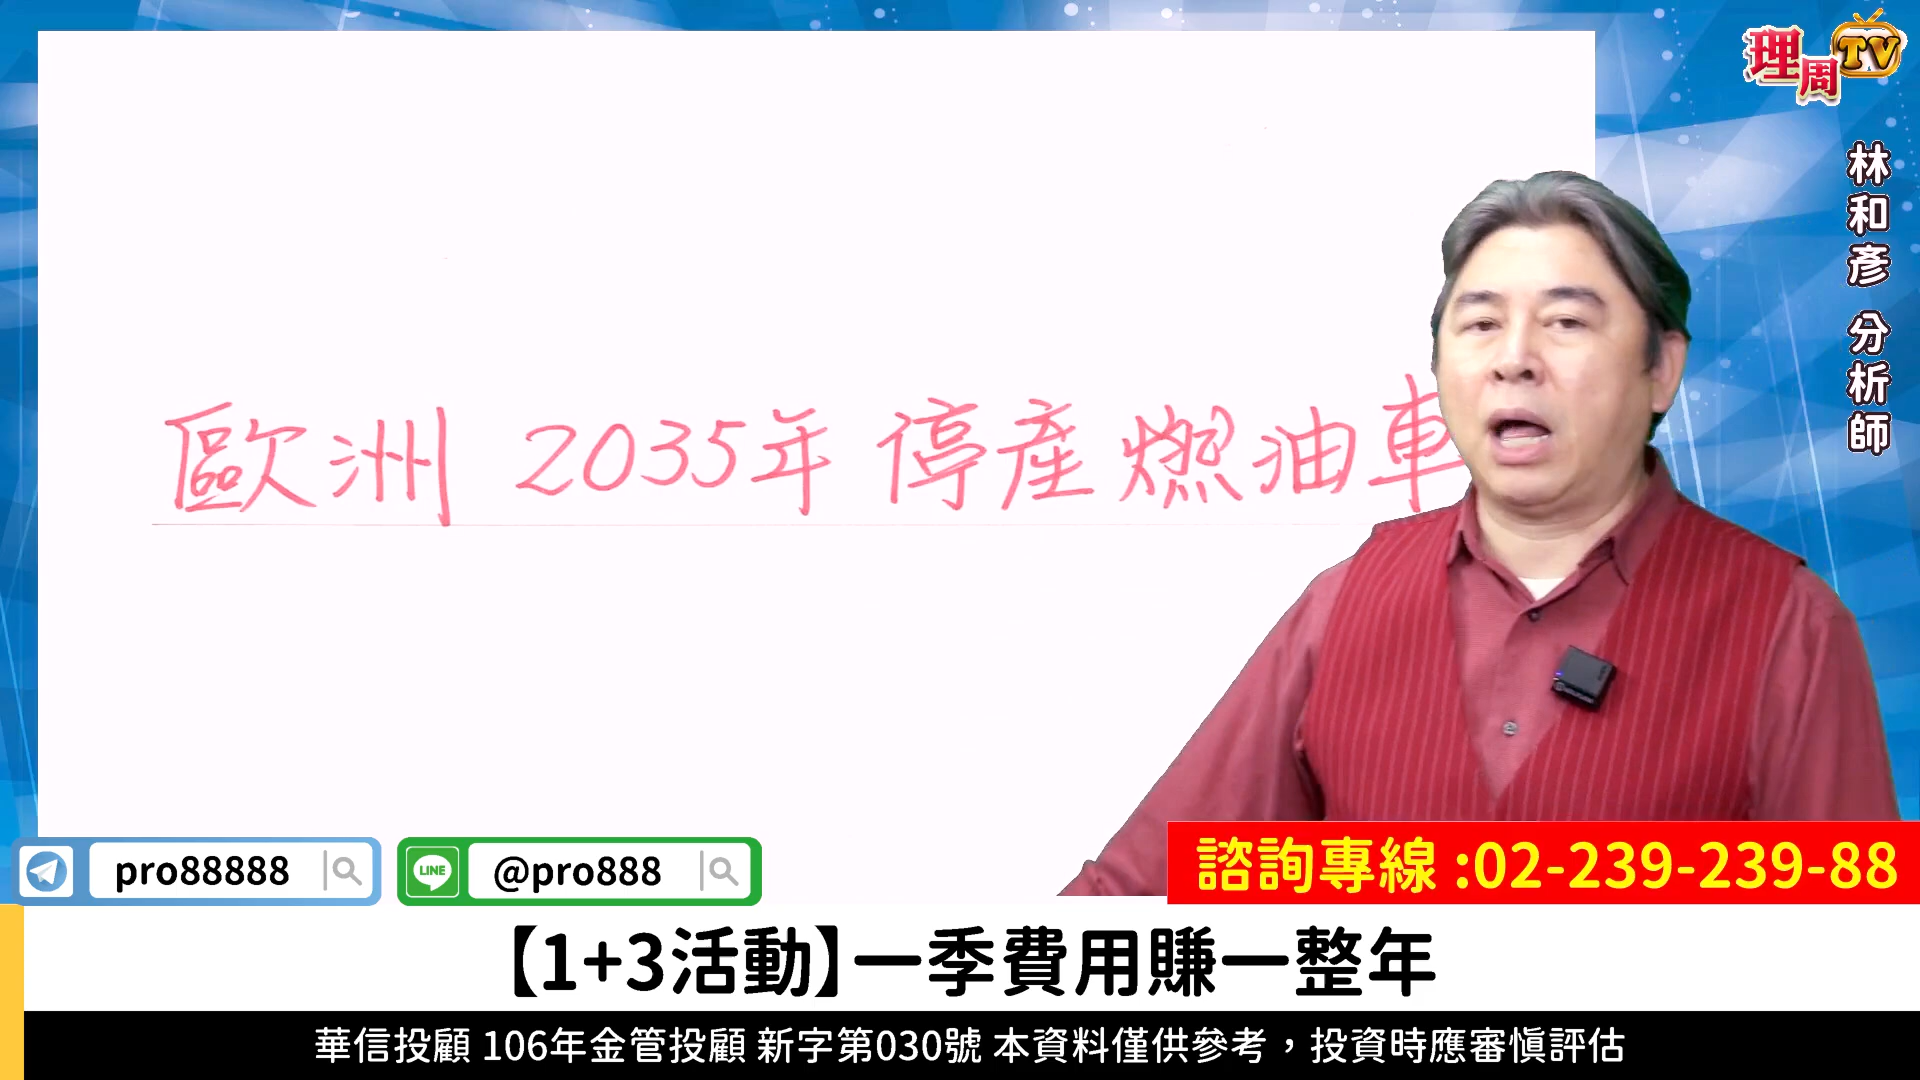 理周TV
林和彥 分析師
歐洲 2035年 停產燃油車
pro88888
LINE
@pro888
諮詢專線:02-239-239-88
【1+3活動】一季費用賺一整年
華信投顧 106年金管投顧 新字第030號 本資料僅供參考，投資時應審慎評估